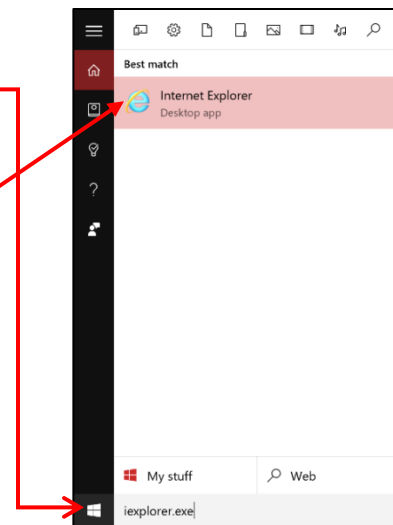 Best match
Internet Explorer
Desktop app
?
My stuff
Web
iexplorer.exe